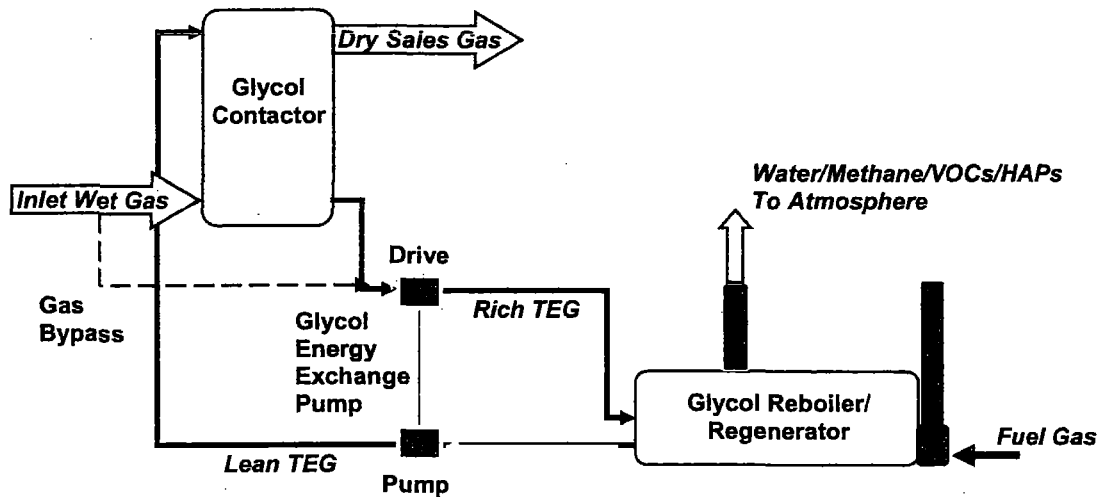 Dry Sales Gas
Glycol
Contactor
Inlet Wet Gas
Water/Methane/VOCs/HAPs
To Atmosphere
Drive
Gas
Bypass
Rich TEG
Glycol
Energy
Exchange
Pump
Glycol Reboiler/
Regenerator
Fuel Gas
Lean TEG
Pump